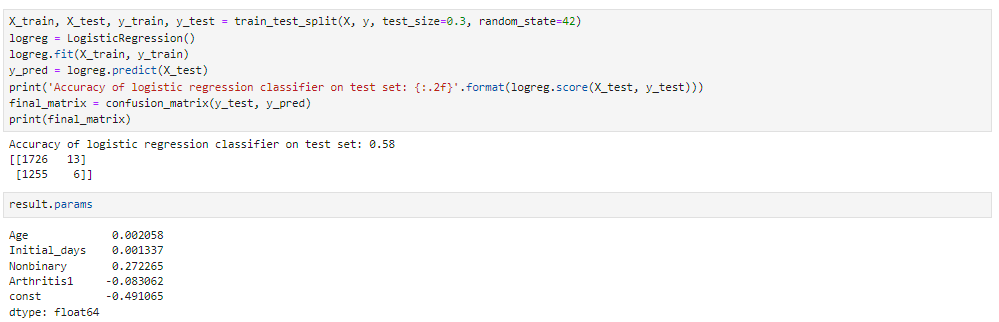 X_train, X_test, y_train, y_test = train_test_split(X, y, test_size=0.3, random_state=42)
logreg = LogisticRegression()
logreg.fit(X_train, y_train)
y_pred = logreg.predict(X_test)
print('Accuracy of logistic regression classifier on test set: {:.2f}'.format(logreg.score(X_test, y_test)))
final_matrix = confusion_matrix(y_test, y_pred)
print(final_matrix)
Accuracy of logistic regression classifier on test set: 0.58
[[1726   13]
 [1255    6]]
result.params
Age             0.002058
Initial_days    0.001337
Nonbinary       0.272265
Arthritis1     -0.083062
const          -0.491065
dtype: float64